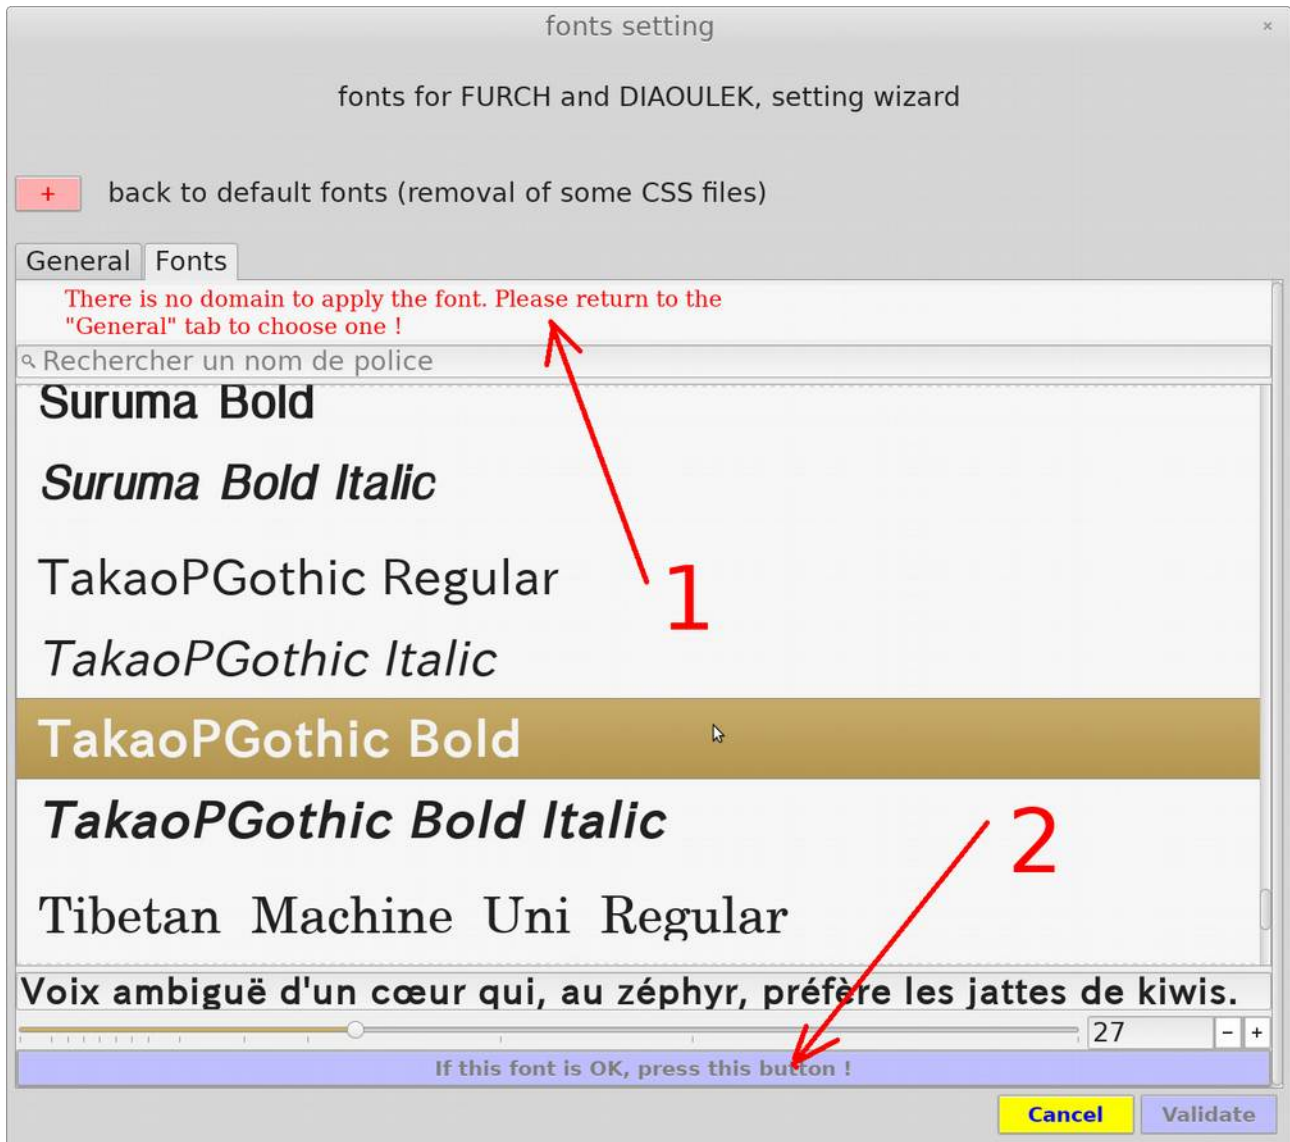 fonts setting ×
fonts for FURCH and DIAOULEK, setting wizard
+ back to default fonts (removal of some CSS files)
General Fonts
There is no domain to apply the font. Please return to the
"General" tab to choose one !
Rechercher un nom de police
Suruma Bold
Suruma Bold Italic
TakaoPGothic Regular
1
TakaoPGothic Italic
TakaoPGothic Bold
TakaoPGothic Bold Italic
2
Tibetan Machine Uni Regular
Voix ambiguë d'un cœur qui, au zéphyr, préfère les jattes de kiwis.
27 − +
If this font is OK, press this button !
Cancel Validate